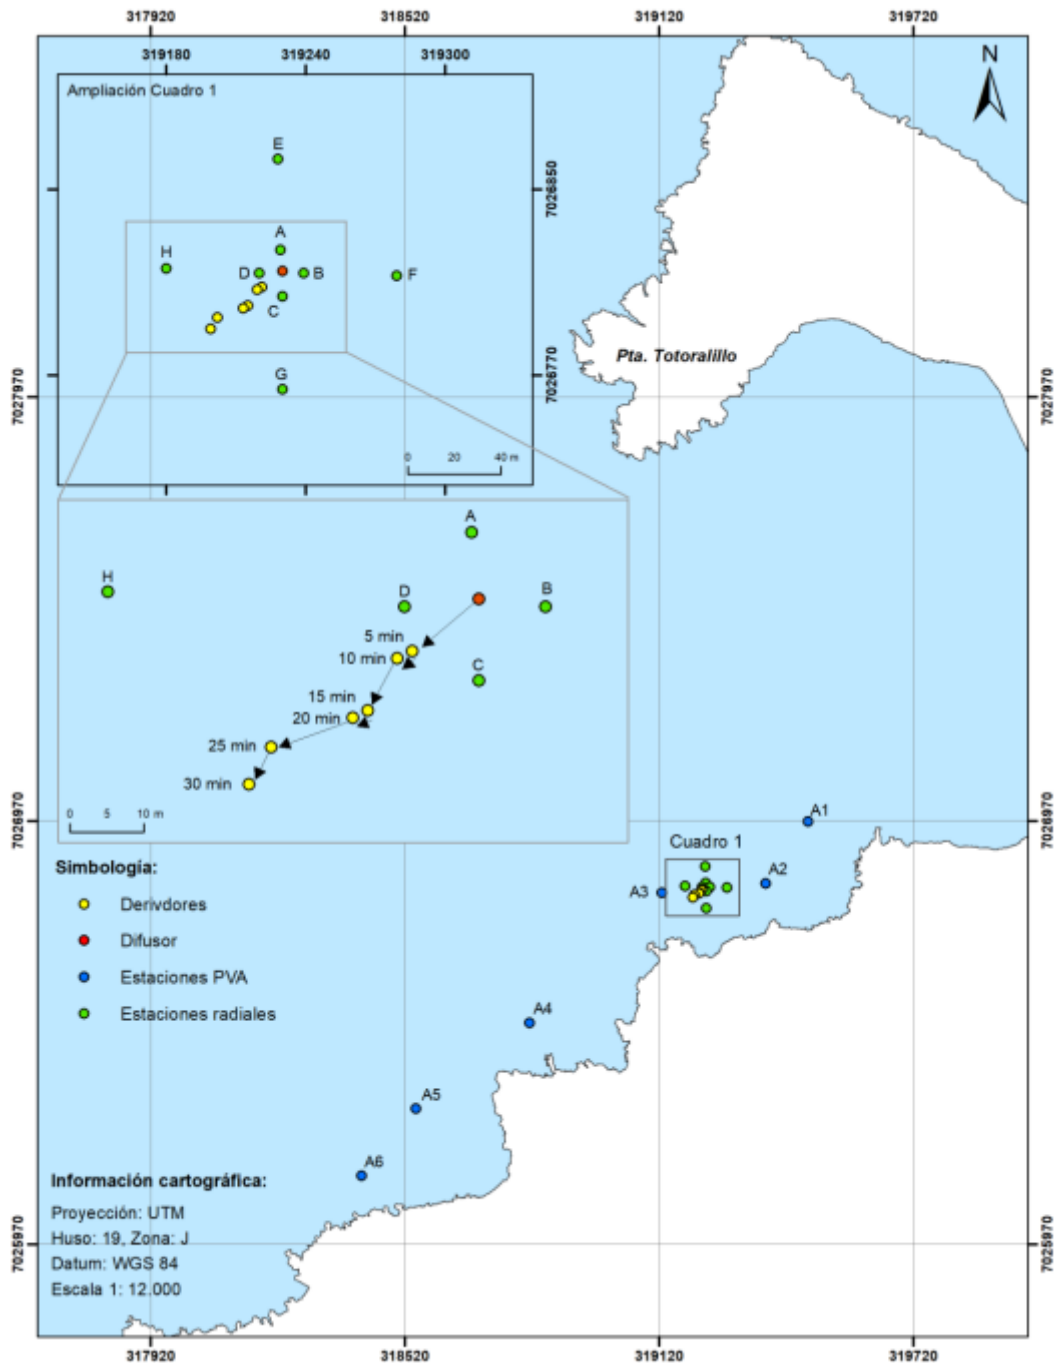 317920
318520
319120
319720
319180
319240
319300
N
Ampliación Cuadro 1
E
7026850
A
H
D
B
F
C
7026770
G
0 20 40 m
Pta. Totoralillo
7027970
7027970
A
H
D
B
5 min
10 min
C
15 min
20 min
25 min
30 min
0 5 10 m
7026970
7026970
A1
Cuadro 1
A2
A3
Simbología:
Derivdores
Difusor
Estaciones PVA
Estaciones radiales
A4
A5
A6
Información cartográfica:
Proyección: UTM
Huso: 19, Zona: J
Datum: WGS 84
Escala 1: 12.000
7025970
7025970
317920
318520
319120
319720